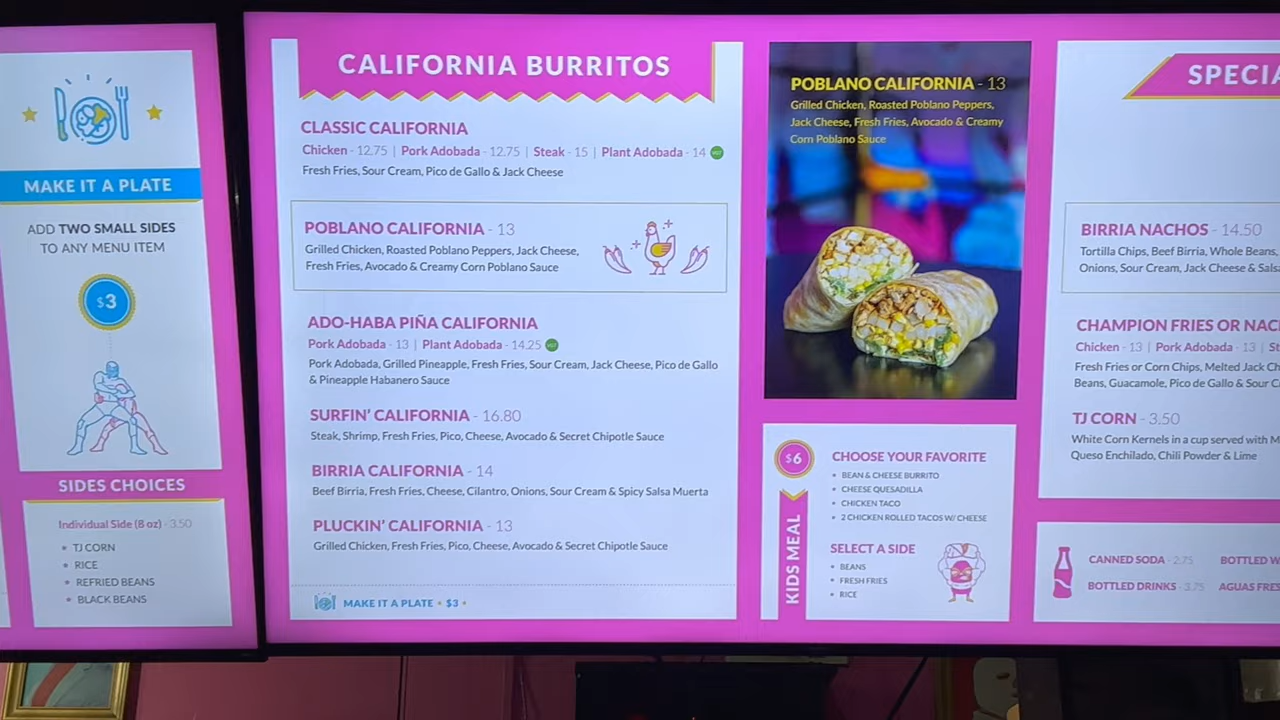 MAKE IT A PLATE
ADD TWO SMALL SIDES
TO ANY MENU ITEM
$3
SIDES CHOICES
Individual Side (8 oz) - 3.50
• TJ CORN
• RICE
• REFRIED BEANS
• BLACK BEANS
CALIFORNIA BURRITOS
CLASSIC CALIFORNIA
Chicken - 12.75 | Pork Adobada - 12.75 | Steak - 15 | Plant Adobada - 14
Fresh Fries, Sour Cream, Pico de Gallo & Jack Cheese
POBLANO CALIFORNIA - 13
Grilled Chicken, Roasted Poblano Peppers, Jack Cheese,
Fresh Fries, Avocado & Creamy Corn Poblano Sauce
ADO-HABA PIÑA CALIFORNIA
Pork Adobada - 13 | Plant Adobada - 14.25
Pork Adobada, Grilled Pineapple, Fresh Fries, Sour Cream, Jack Cheese, Pico de Gallo
& Pineapple Habanero Sauce
SURFIN' CALIFORNIA - 16.80
Steak, Shrimp, Fresh Fries, Pico, Cheese, Avocado & Secret Chipotle Sauce
BIRRIA CALIFORNIA - 14
Beef Birria, Fresh Fries, Cheese, Cilantro, Onions, Sour Cream & Spicy Salsa Muerta
PLUCKIN' CALIFORNIA - 13
Grilled Chicken, Fresh Fries, Pico, Cheese, Avocado & Secret Chipotle Sauce
MAKE IT A PLATE • $3 •
POBLANO CALIFORNIA - 13
Grilled Chicken, Roasted Poblano Peppers,
Jack Cheese, Fresh Fries, Avocado & Creamy
Corn Poblano Sauce
$6
KIDS MEAL
CHOOSE YOUR FAVORITE
• BEAN & CHEESE BURRITO
• CHEESE QUESADILLA
• CHICKEN TACO
• 2 CHICKEN ROLLED TACOS W/ CHEESE
SELECT A SIDE
• BEANS
• FRESH FRIES
• RICE
SPECIA
BIRRIA NACHOS - 14.50
Tortilla Chips, Beef Birria, Whole Beans,
Onions, Sour Cream, Jack Cheese & Sals
CHAMPION FRIES OR NAC
Chicken - 13 | Pork Adobada - 13 | St
Fresh Fries or Corn Chips, Melted Jack Ch
Beans, Guacamole, Pico de Gallo & Sour C
TJ CORN - 3.50
White Corn Kernels in a cup served with M
Queso Enchilado, Chili Powder & Lime
CANNED SODA - 2.75 BOTTLED W
BOTTLED DRINKS - 3.75 AGUAS FRES